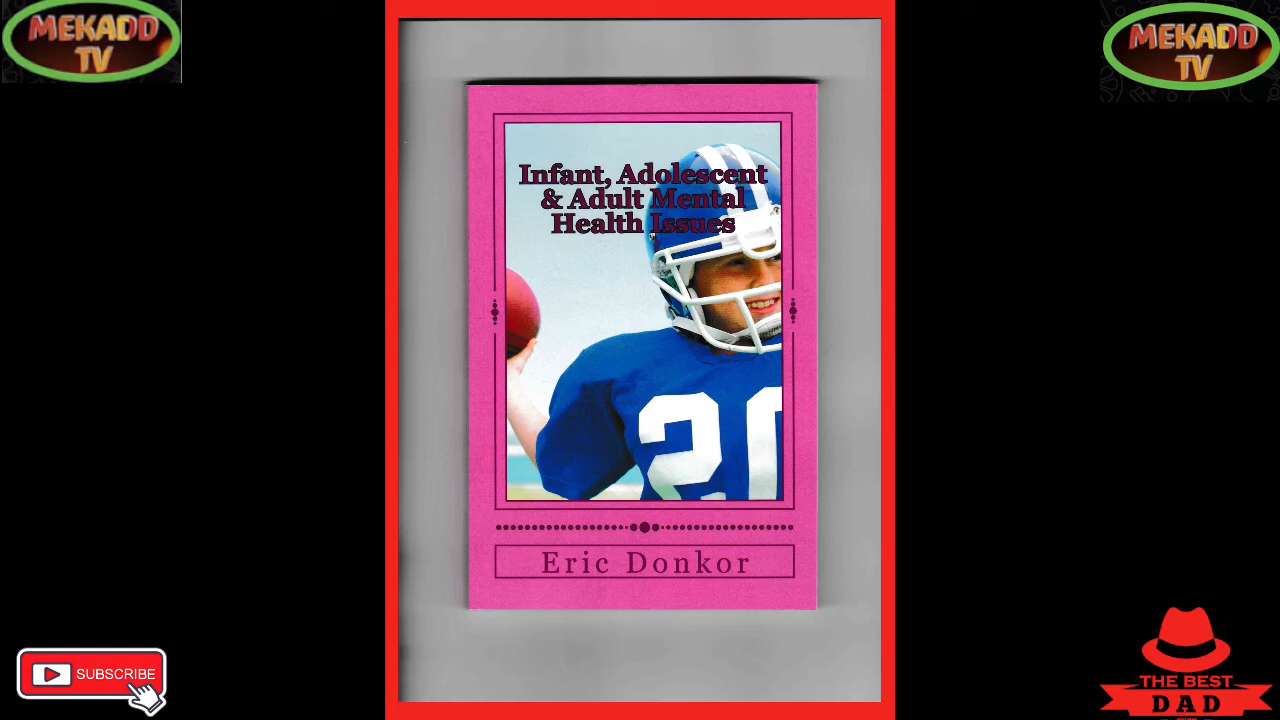 MEKADD
TV
MEKADD
TV
Infant, Adolescent
& Adult Mental
Health Issues
20
Eric Donkor
SUBSCRIBE
THE BEST
DAD